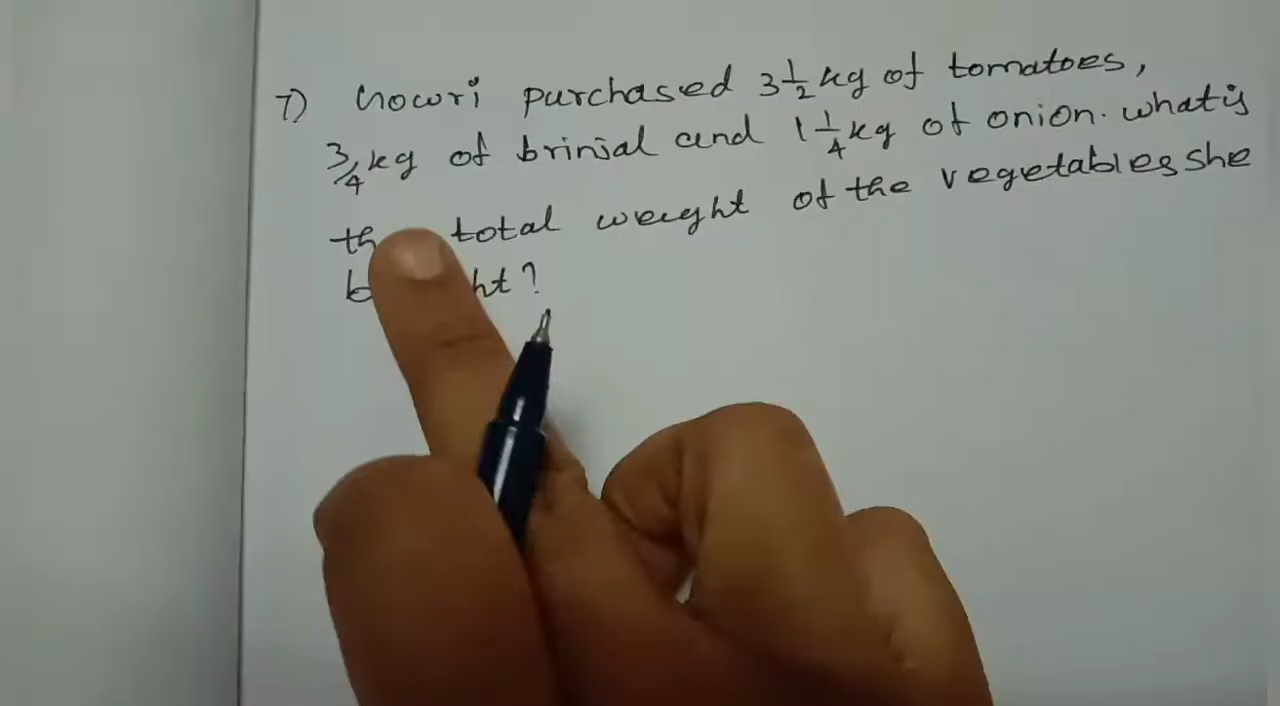 7) Gowri purchased 3 1/2 kg of tomatoes,
3/4 kg of brinjal and 1 1/4 kg of onion. what is
total weight of the vegetables she
?